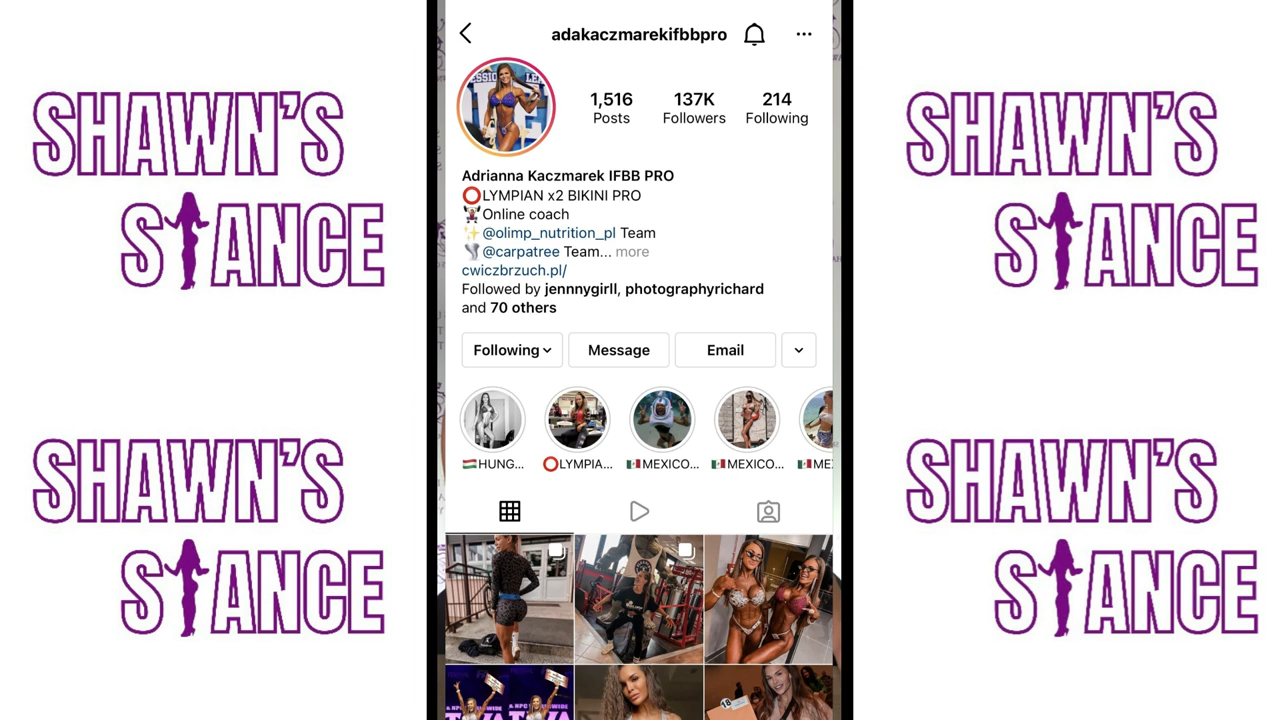 SHAWN'S
STANCE
SHAWN'S
STANCE
adakaczmarekifbbpro
1,516
Posts
137K
Followers
214
Following
Adrianna Kaczmarek IFBB PRO
⭕LYMPIAN x2 BIKINI PRO
🏋️Online coach
✨@olimp_nutrition_pl Team
🌪️@carpatree Team... more
cwiczbrzuch.pl/
Followed by jennnygirll, photographyrichard
and 70 others
Following
Message
Email
🇭🇺HUNG...
⭕LYMPIA...
🇲🇽MEXICO...
🇲🇽MEXICO...
🇲🇽ME
SHAWN'S
STANCE
SHAWN'S
STANCE